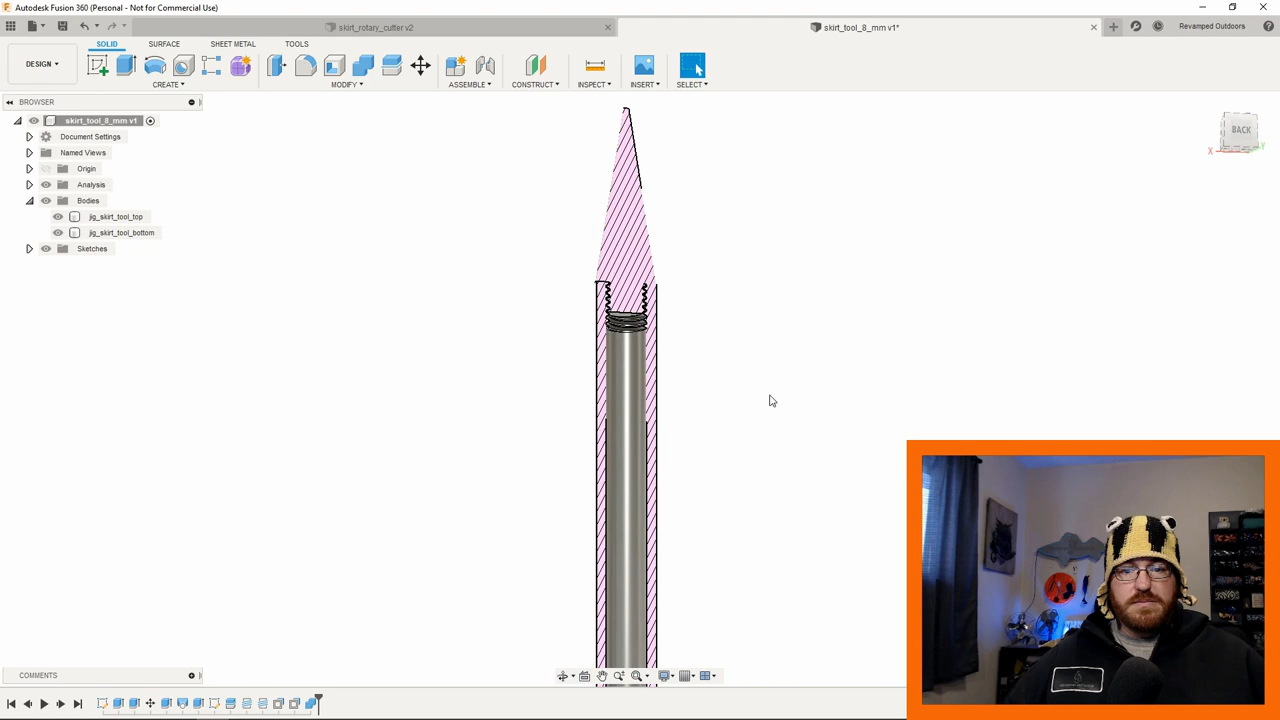 Autodesk Fusion 360 (Personal - Not for Commercial Use)
skirt_rotary_cutter v2
skirt_tool_8_mm v1*
Revamped Outdoors
SOLID SURFACE SHEET METAL TOOLS
DESIGN
CREATE MODIFY ASSEMBLE CONSTRUCT INSPECT INSERT SELECT
BROWSER
skirt_tool_8_mm v1
Document Settings
Named Views
Origin
Analysis
Bodies
jig_skirt_tool_top
jig_skirt_tool_bottom
Sketches
BACK
X
Y
COMMENTS